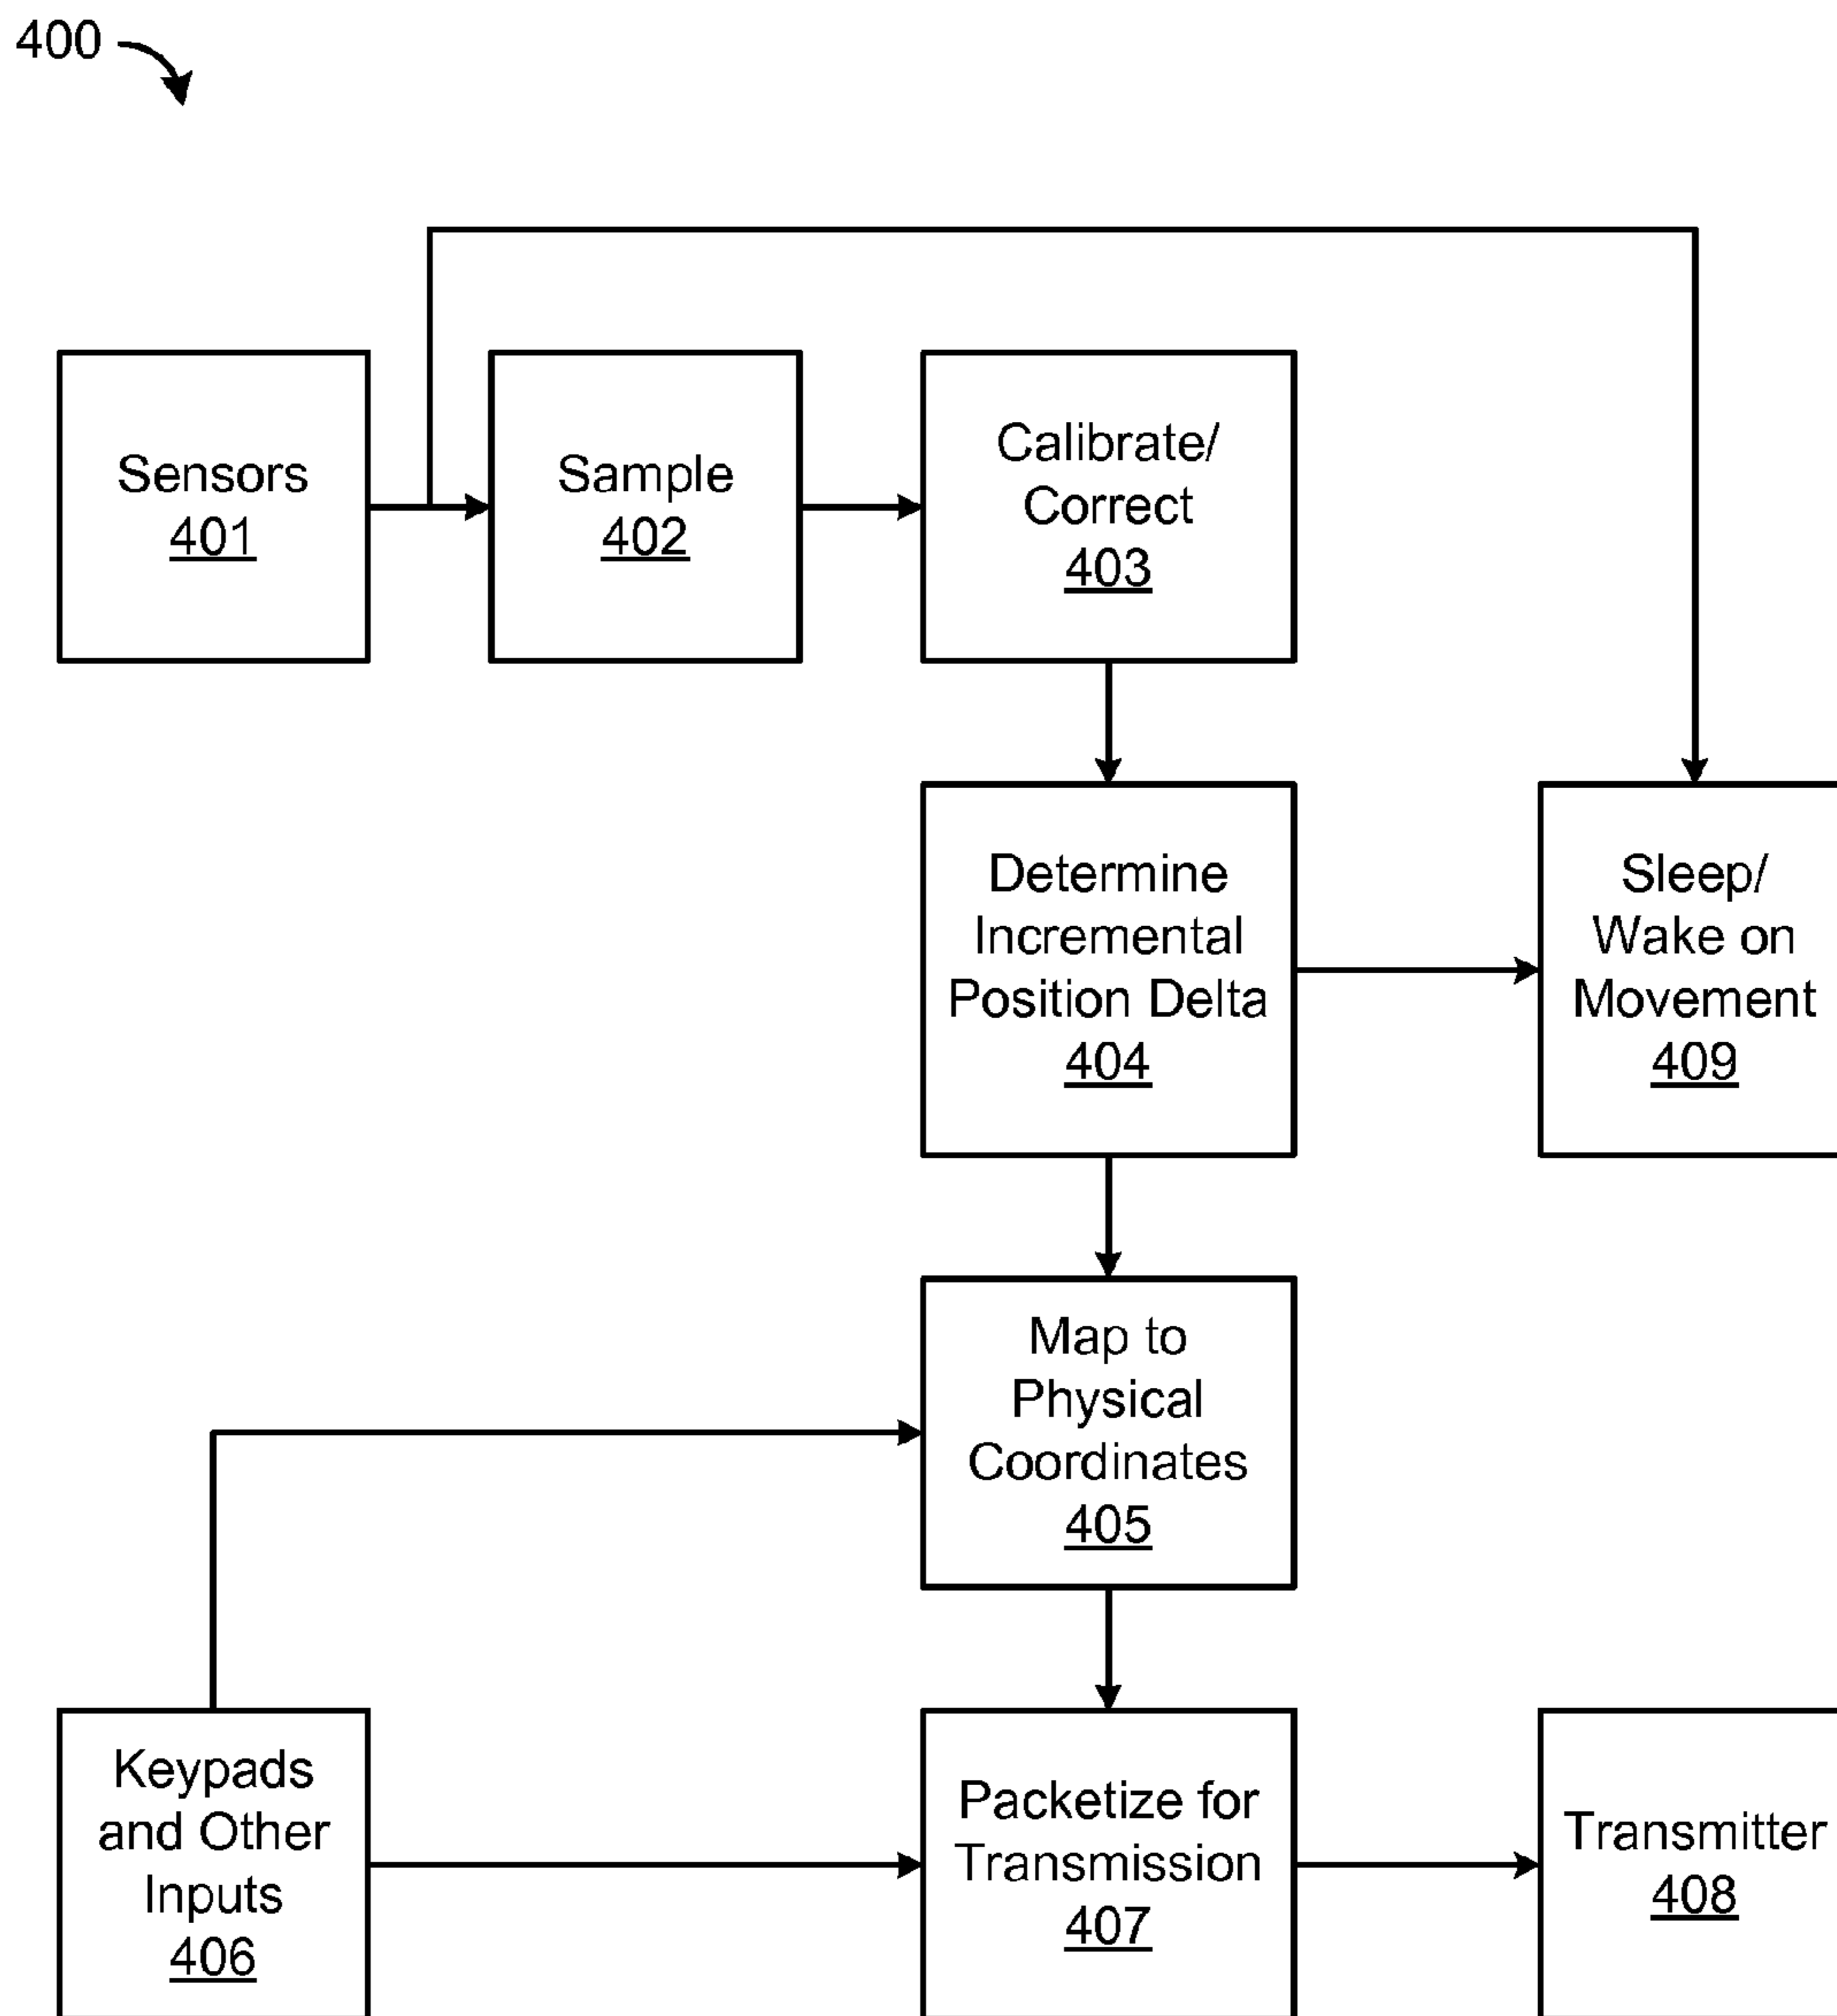 400
Sensors
401
Sample
402
Calibrate/
Correct
403
Determine
Incremental
Position Delta
404
Sleep/
Wake on
Movement
409
Map to
Physical
Coordinates
405
Keypads
and Other
Inputs
406
Packetize for
Transmission
407
Transmitter
408